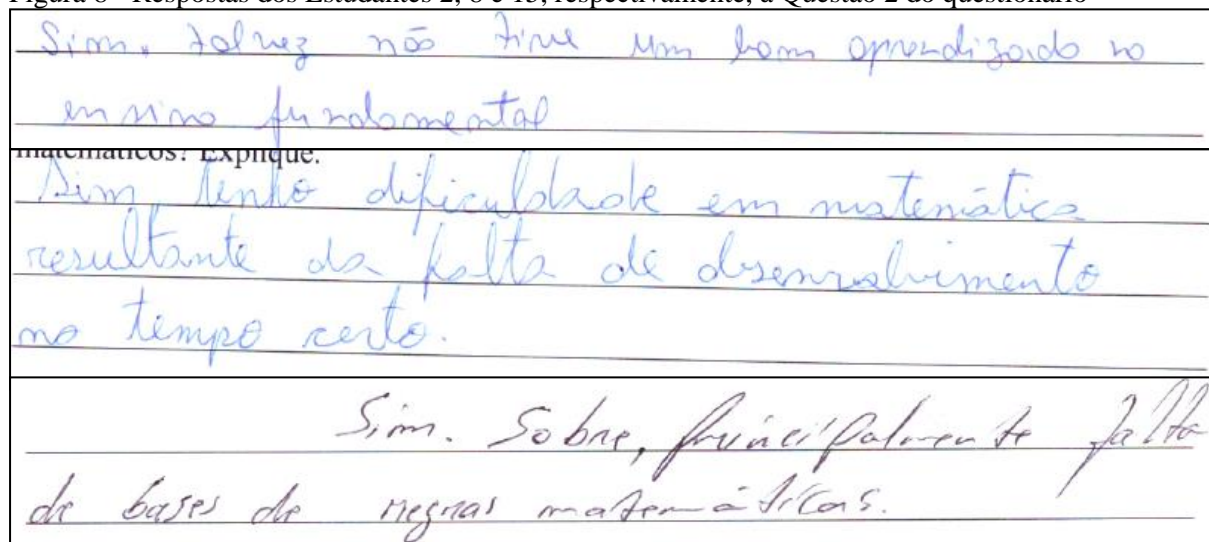 Figura 6 - Respostas dos Estudantes 2, 8 e 15, respectivamente, à Questão 2 do questionário
Sim. talvez não tive um bom aprendizado no
ensino fundamental
matemáticos? Explique.
Sim, tenho dificuldade em matemática
resultante da falta de desenvolvimento
no tempo certo.
Sim. Sobre, principalmente falta
de bases de regras matemáticas.